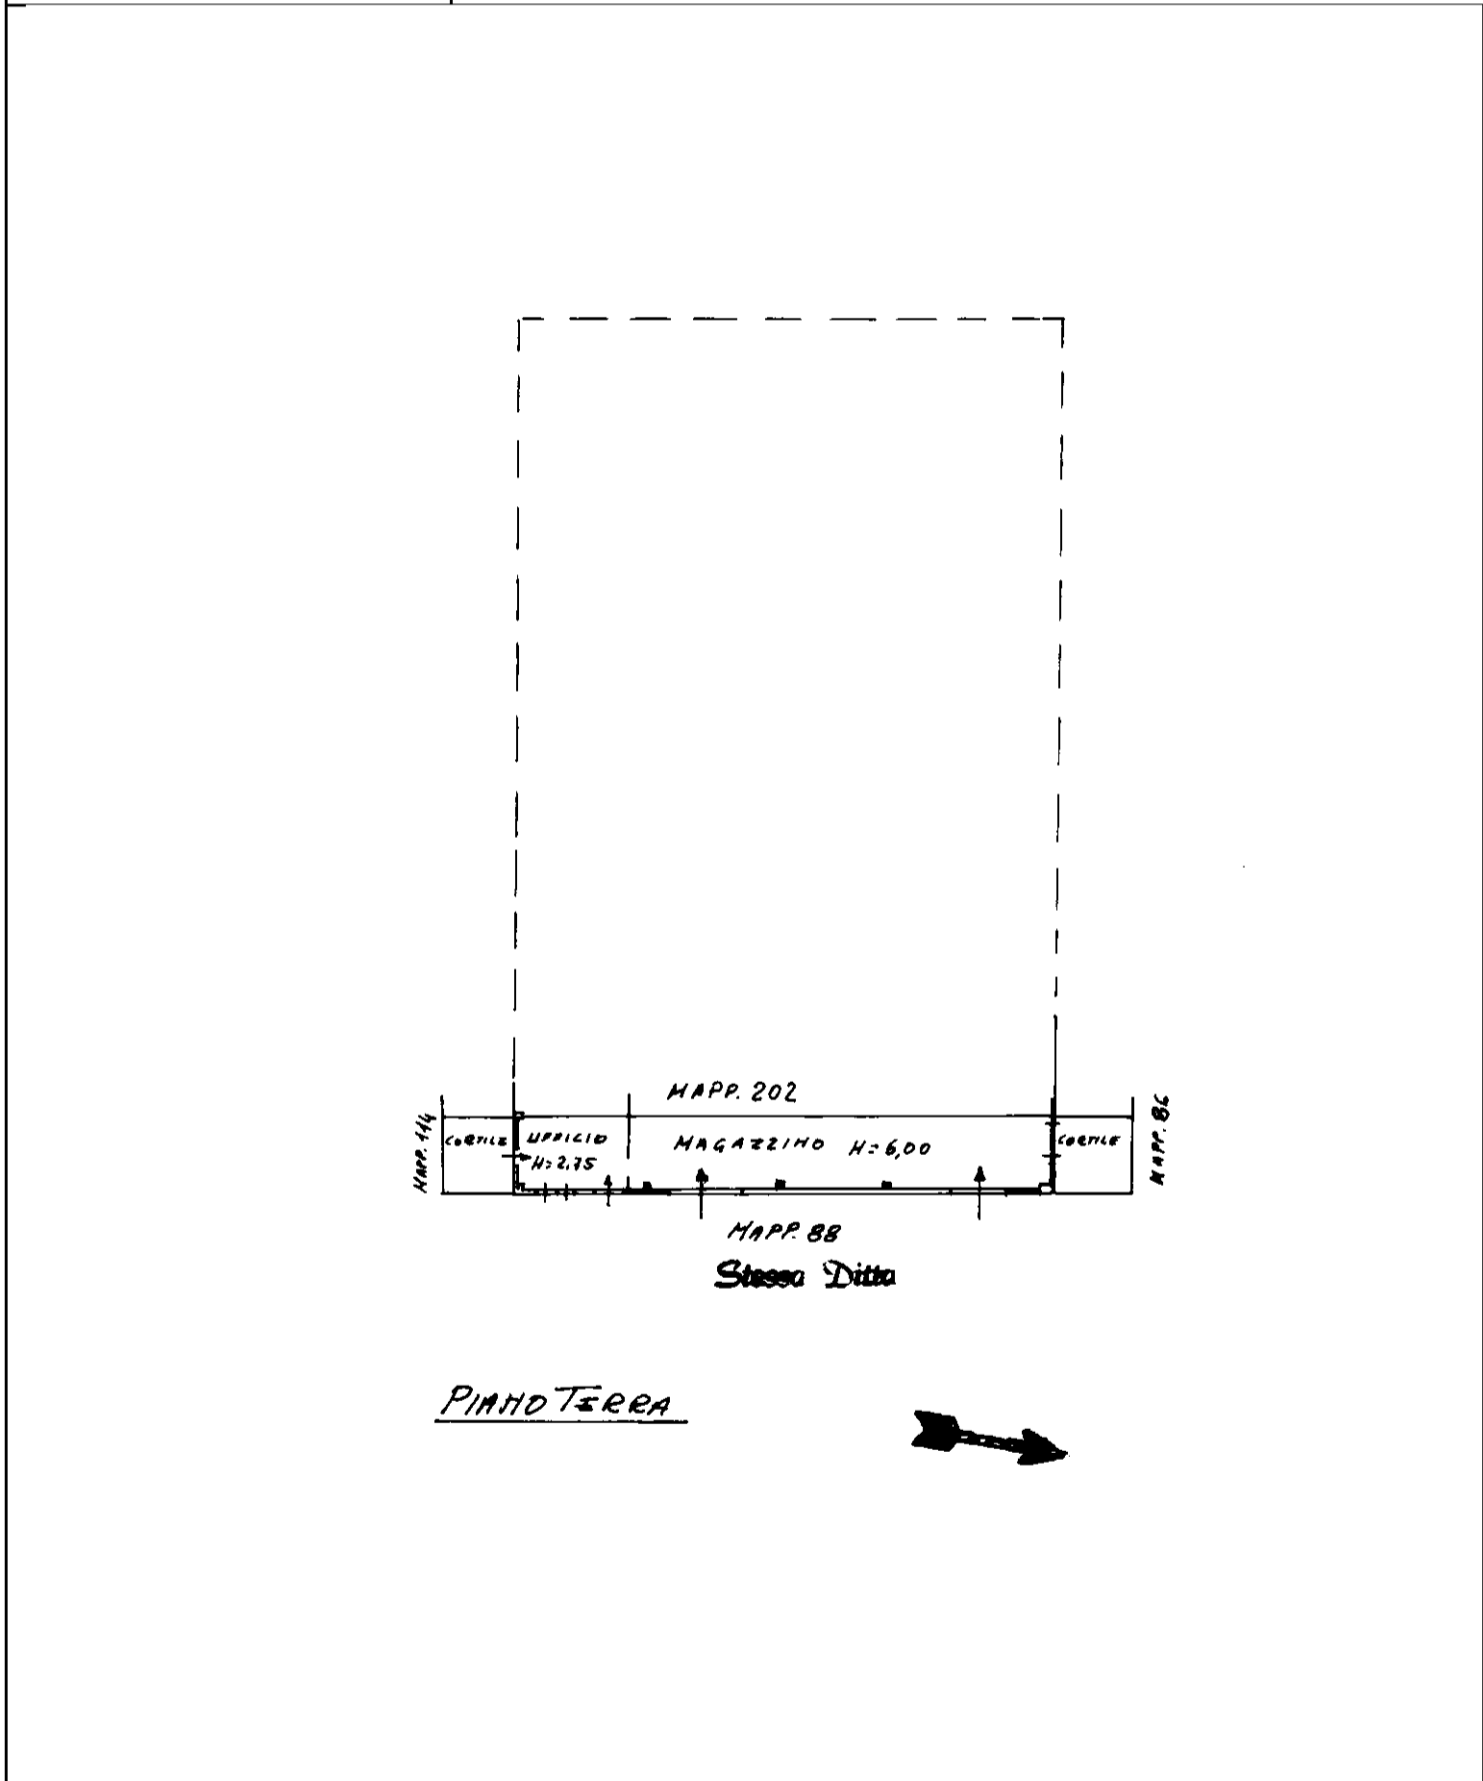 MAPP. 202
MAPP. 114
CORTILE
UFFICIO
H=2,75
MAGAZZINO H=6,00
CORTILE
MAPP. 86
MAPP. 88
Stessa Ditta
PIANO TERRA